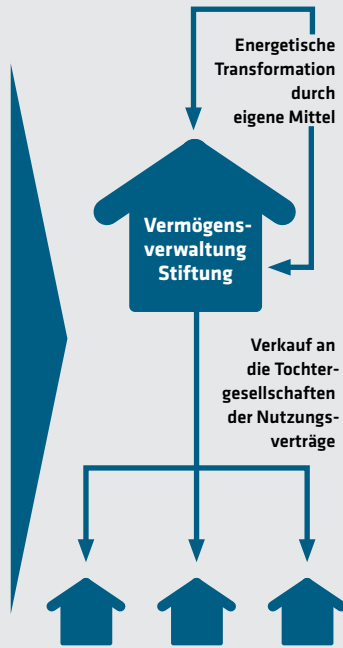 Energetische
Transformation
durch
eigene Mittel
Vermögens-
verwaltung
Stiftung
Verkauf an
die Tochter-
gesellschaften
der Nutzungs-
verträge